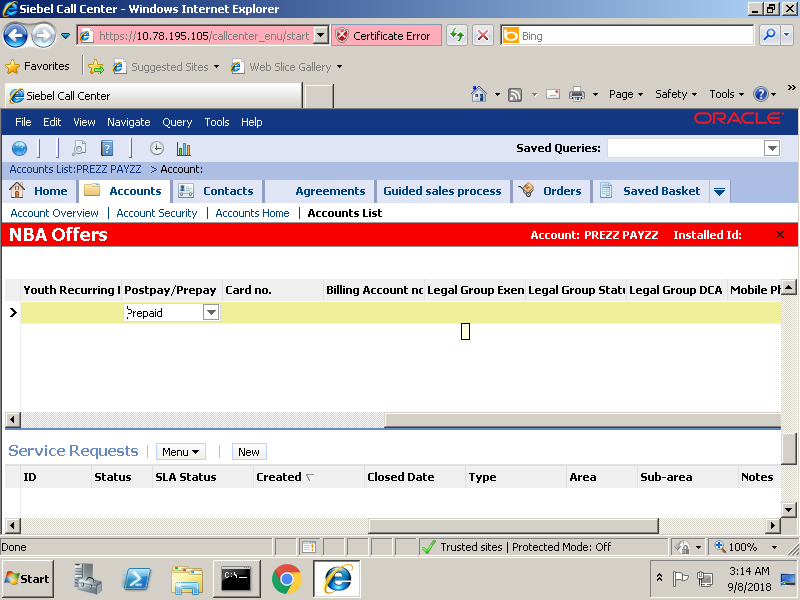 Siebel Call Center - Windows Internet Explorer
https://10.78.195.105/callcenter_enu/start
Certificate Error
Bing
Favorites
Suggested Sites
Web Slice Gallery
Siebel Call Center
Page
Safety
Tools
»
File Edit View Navigate Query Tools Help
ORACLE
Saved Queries:
Accounts List:PREZZ PAYZZ > Account:
Home
Accounts
Contacts
Agreements
Guided sales process
Orders
Saved Basket
Account Overview | Account Security | Accounts Home | Accounts List
NBA Offers
Account: PREZZ PAYZZ Installed Id:
Youth Recurring Postpay/Prepay Card no. Billing Account no Legal Group Exen Legal Group Statu Legal Group DCA Mobile Ph
Prepaid
Service Requests
Menu
New
ID Status SLA Status Created Closed Date Type Area Sub-area Notes
Done
Trusted sites | Protected Mode: Off
100%
Start
3:14 AM
9/8/2018